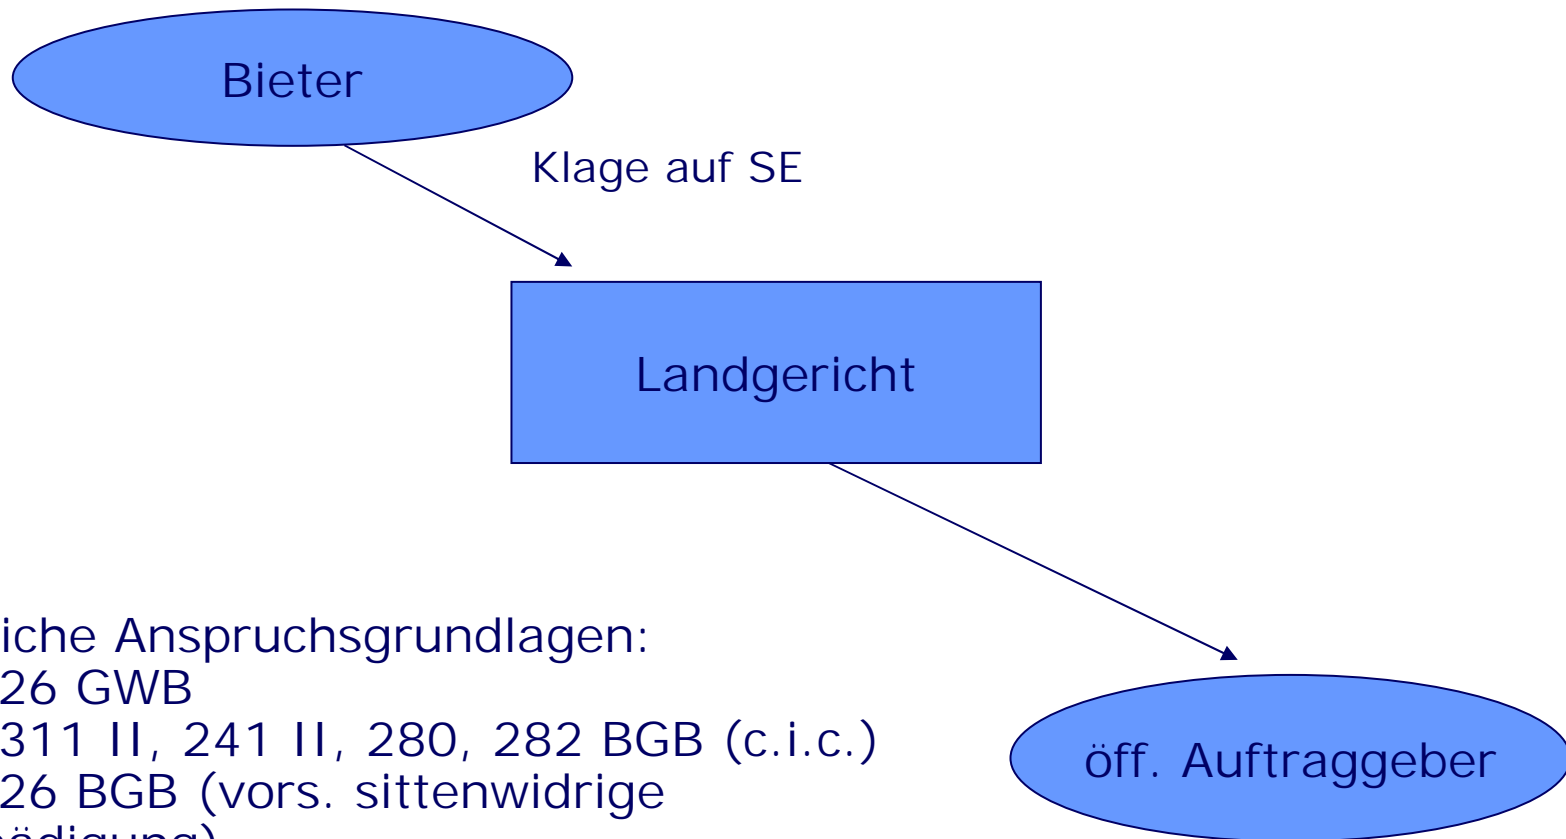 Bieter
Klage auf SE
Landgericht
iche Anspruchsgrundlagen:
26 GWB
311 II, 241 II, 280, 282 BGB (c.i.c.)
26 BGB (vors. sittenwidrige
ädigung)
öff. Auftraggeber